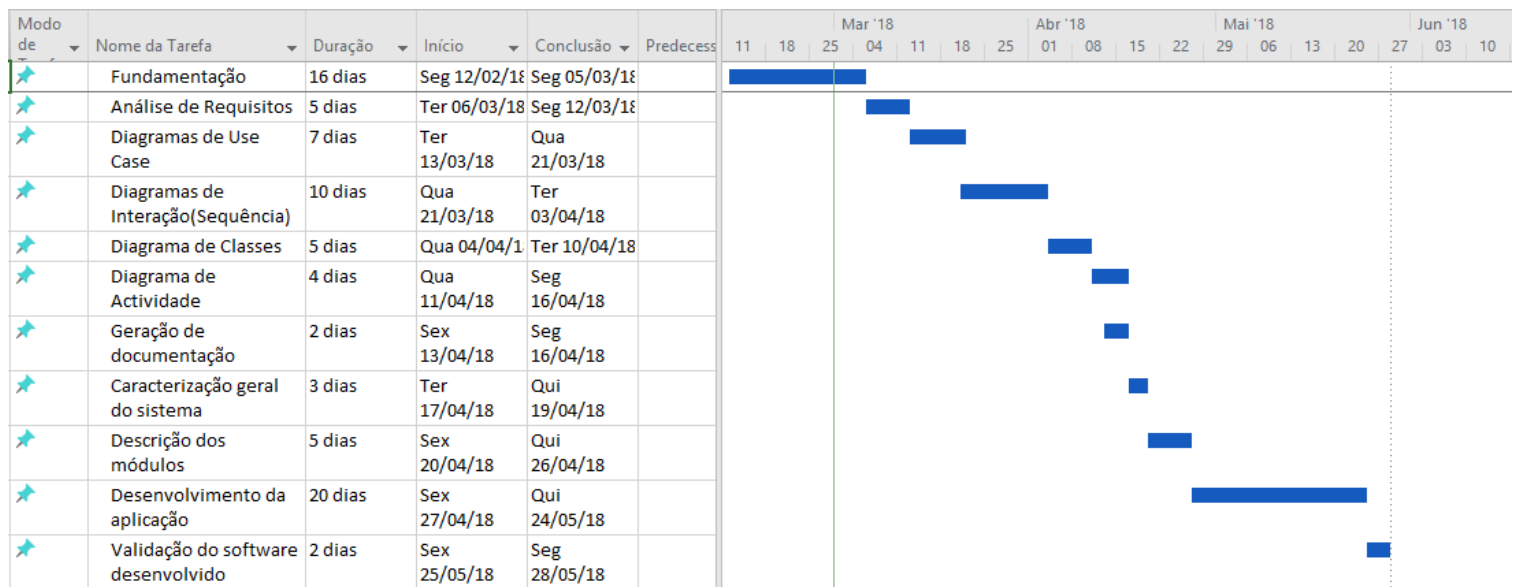 Modo de
Nome da Tarefa Duração Início Conclusão Predecess
Mar '18 Abr '18 Mai '18 Jun '18
11 18 25 04 11 18 25 01 08 15 22 29 06 13 20 27 03 10
Fundamentação 16 dias Seg 12/02/18 Seg 05/03/18
Análise de Requisitos 5 dias Ter 06/03/18 Seg 12/03/18
Diagramas de Use 7 dias Ter Qua
Case 13/03/18 21/03/18
Diagramas de 10 dias Qua Ter
Interação(Sequência) 21/03/18 03/04/18
Diagrama de Classes 5 dias Qua 04/04/1 Ter 10/04/18
Diagrama de 4 dias Qua Seg
Actividade 11/04/18 16/04/18
Geração de 2 dias Sex Seg
documentação 13/04/18 16/04/18
Caracterização geral 3 dias Ter Qui
do sistema 17/04/18 19/04/18
Descrição dos 5 dias Sex Qui
módulos 20/04/18 26/04/18
Desenvolvimento da 20 dias Sex Qui
aplicação 27/04/18 24/05/18
Validação do software 2 dias Sex Seg
desenvolvido 25/05/18 28/05/18